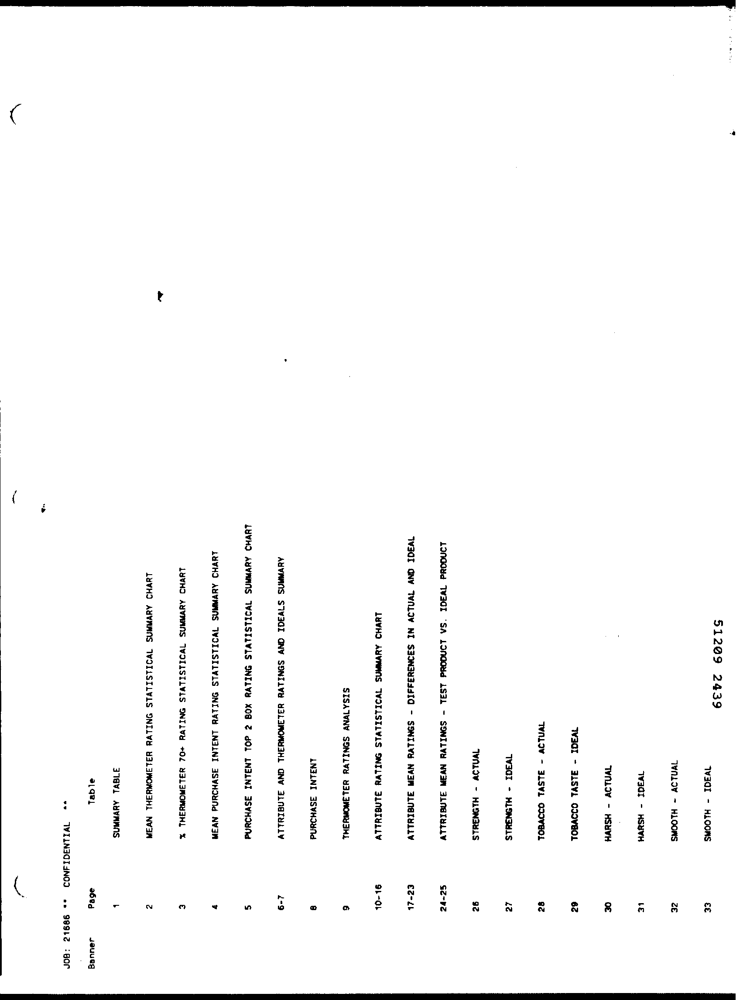 JOB: 21686 ** CONFIDENTIAL **
Banner Page Table
1 SUMMARY TABLE
2 MEAN THERMOMETER RATING STATISTICAL SUMMARY CHART
3 % THERMOMETER 70+ RATING STATISTICAL SUMMARY CHART
4 MEAN PURCHASE INTENT RATING STATISTICAL SUMMARY CHART
5 PURCHASE INTENT TOP 2 BOX RATING STATISTICAL SUMMARY CHART
6-7 ATTRIBUTE AND THERMOMETER RATINGS AND IDEALS SUMMARY
8 PURCHASE INTENT
9 THERMOMETER RATINGS ANALYSIS
10-16 ATTRIBUTE RATING STATISTICAL SUMMARY CHART
17-23 ATTRIBUTE MEAN RATINGS - DIFFERENCES IN ACTUAL AND IDEAL
24-25 ATTRIBUTE MEAN RATINGS - TEST PRODUCT VS. IDEAL PRODUCT
26 STRENGTH - ACTUAL
27 STRENGTH - IDEAL
28 TOBACCO TASTE - ACTUAL
29 TOBACCO TASTE - IDEAL
30 HARSH - ACTUAL
31 HARSH - IDEAL
32 SMOOTH - ACTUAL
33 SMOOTH - IDEAL
51209 2439